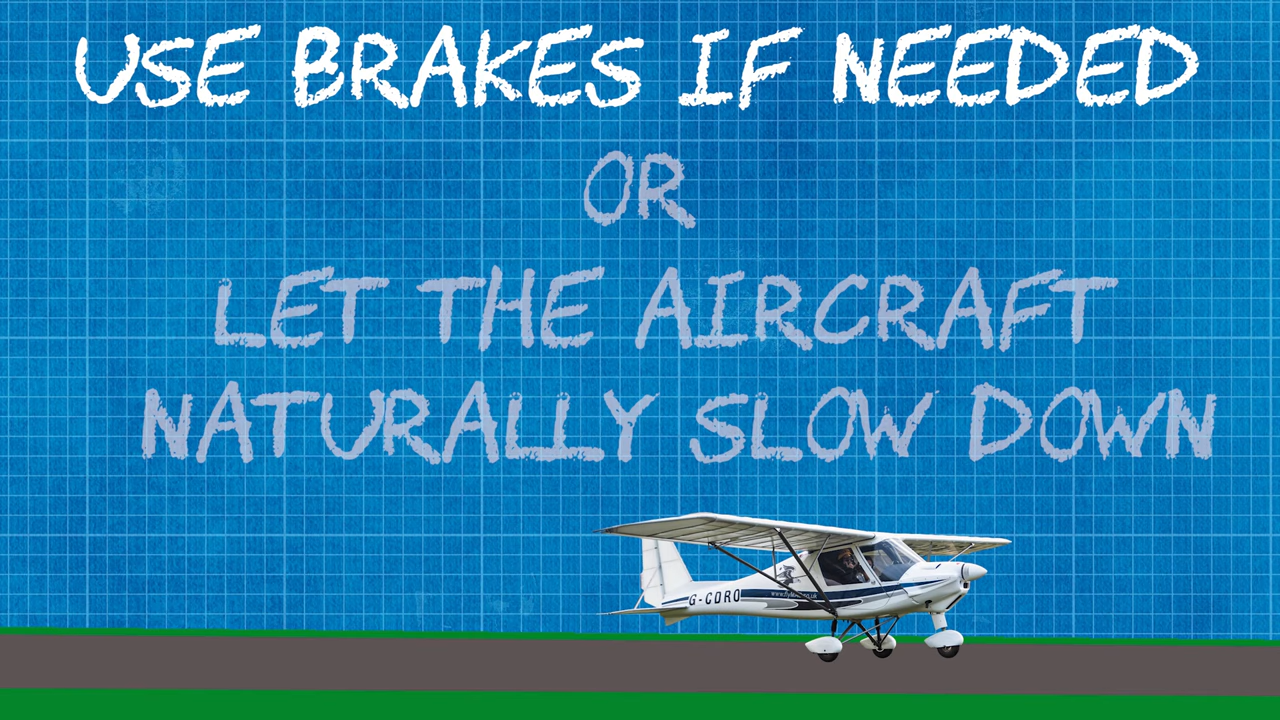 USE BRAKES IF NEEDED
OR
LET THE AIRCRAFT
NATURALLY SLOW DOWN
G-CDRO